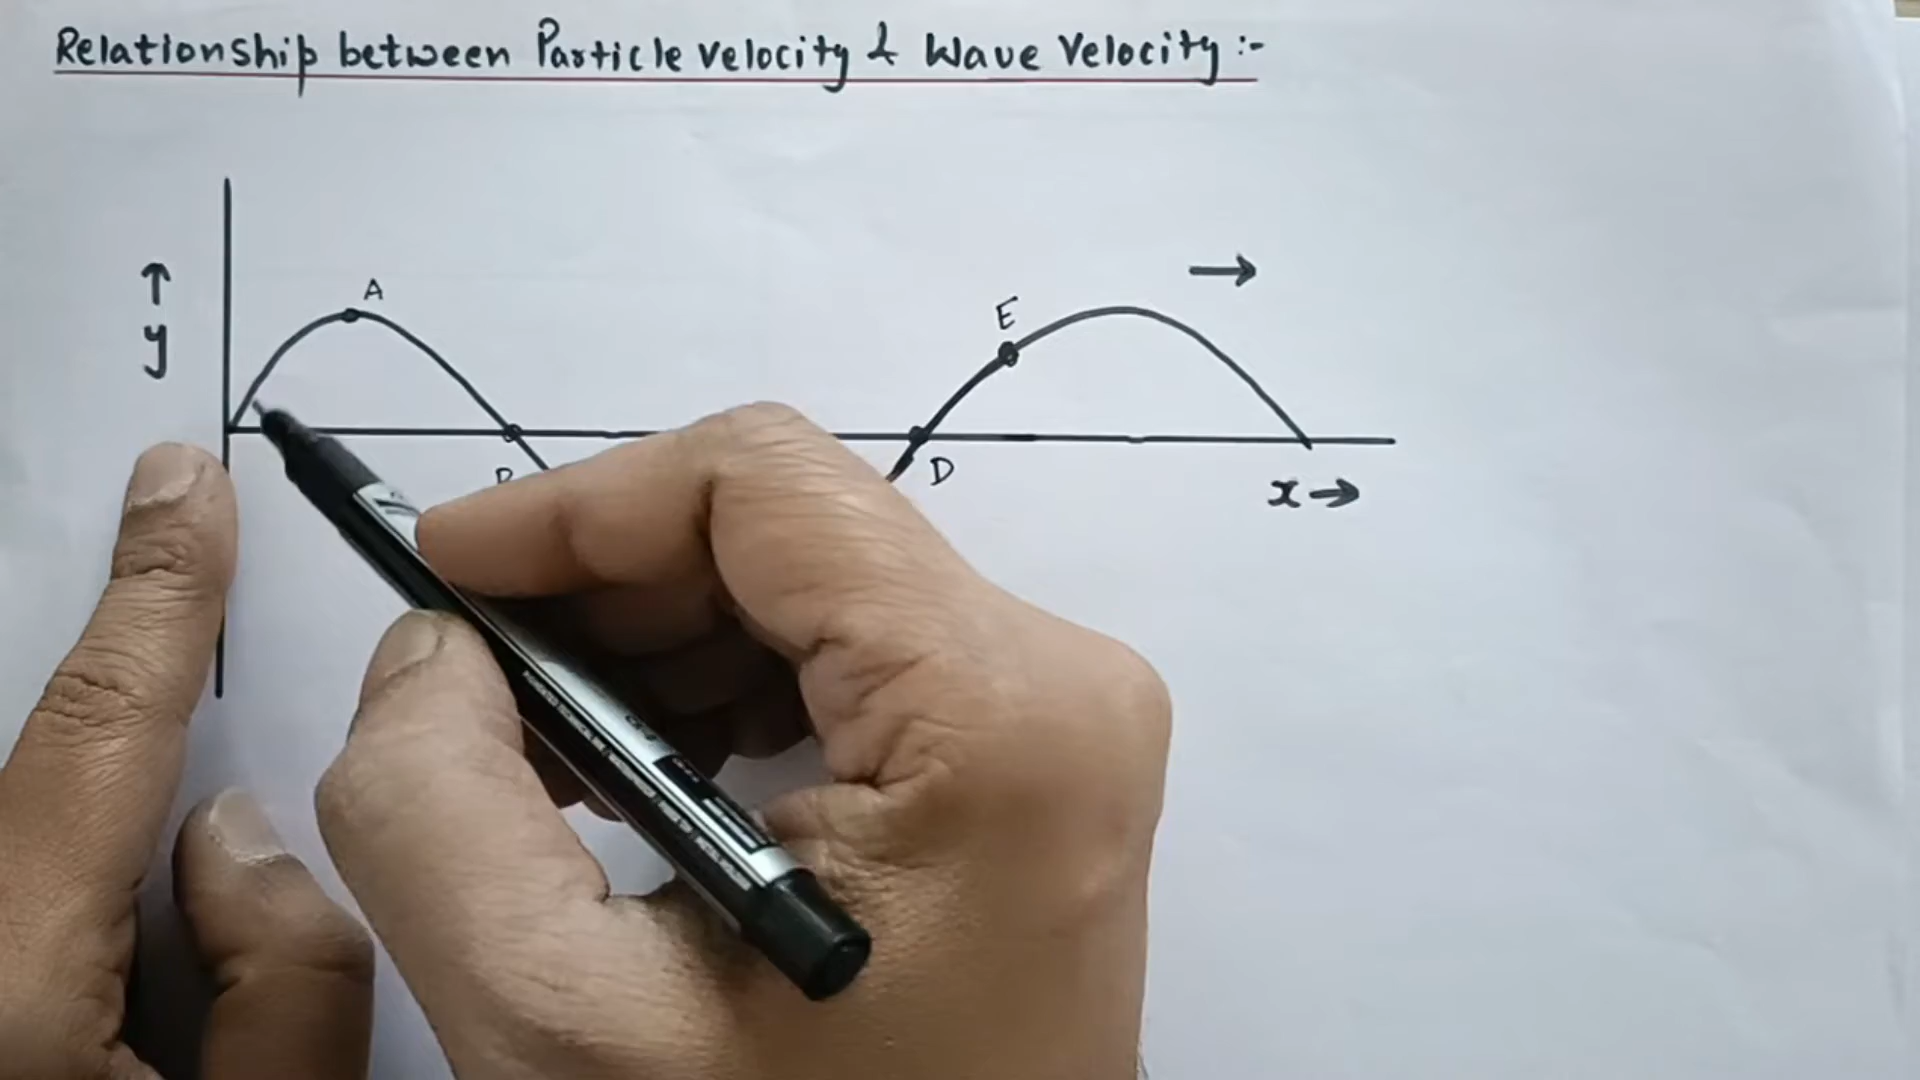 Relationship between Particle velocity & Wave Velocity :-
A
E
→
↑
y
D
x →